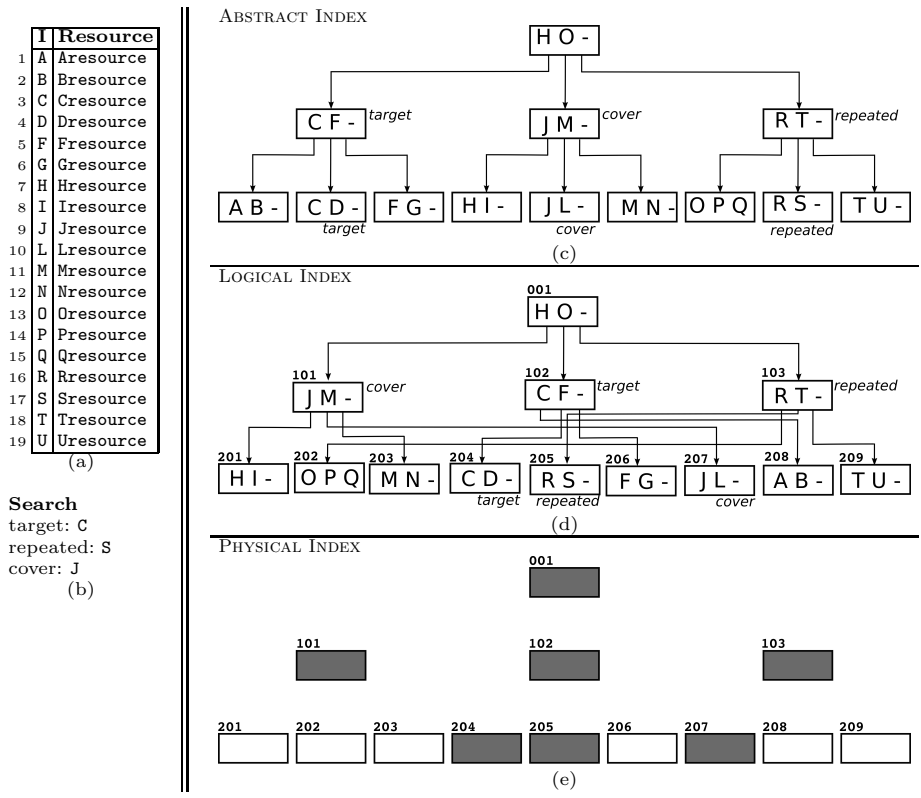 I Resource
1 A Aresource
2 B Bresource
3 C Cresource
4 D Dresource
5 F Fresource
6 G Gresource
7 H Hresource
8 I Iresource
9 J Jresource
10 L Lresource
11 M Mresource
12 N Nresource
13 O Oresource
14 P Presource
15 Q Qresource
16 R Rresource
17 S Sresource
18 T Tresource
19 U Uresource
(a)
Search
target: C
repeated: S
cover: J
(b)
ABSTRACT INDEX
H O -
C F - target J M - cover R T - repeated
A B - C D - F G - H I - J L - M N - O P Q R S - T U -
target cover repeated
(c)
LOGICAL INDEX
001
H O -
101 102 103
J M - cover C F - target R T - repeated
201 202 203 204 205 206 207 208 209
H I - O P Q M N - C D - R S - F G - J L - A B - T U -
target repeated cover
(d)
PHYSICAL INDEX
001
101 102 103
201 202 203 204 205 206 207 208 209
(e)